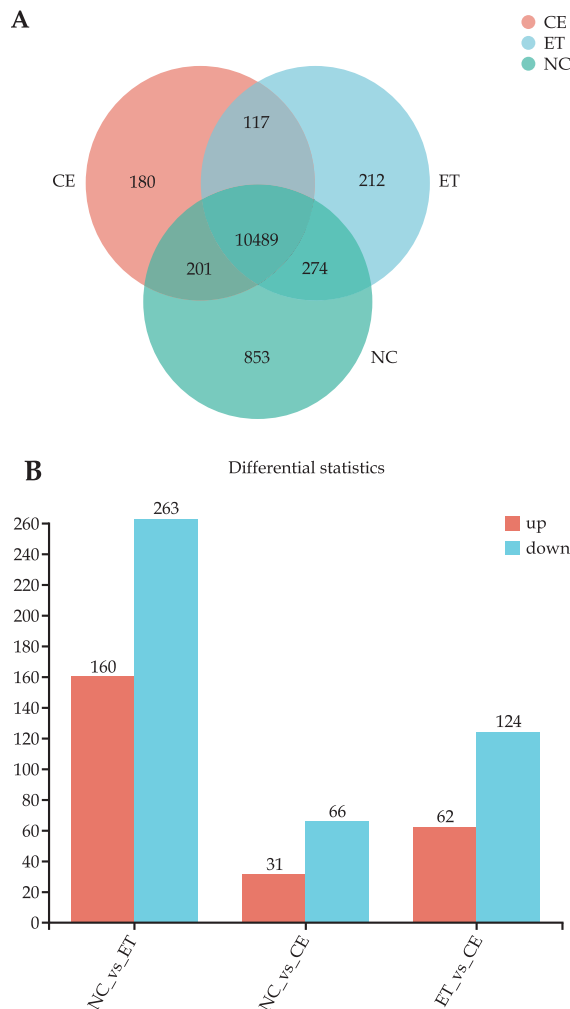 A
CE
ET
NC
117
CE
180
212
ET
10489
201
274
853
NC
B
Differential statistics
up
down
260
240
220
200
180
160
140
120
100
80
60
40
20
0
263
160
31
66
62
124
NC_vs_ET
NC_vs_CE
ET_vs_CE